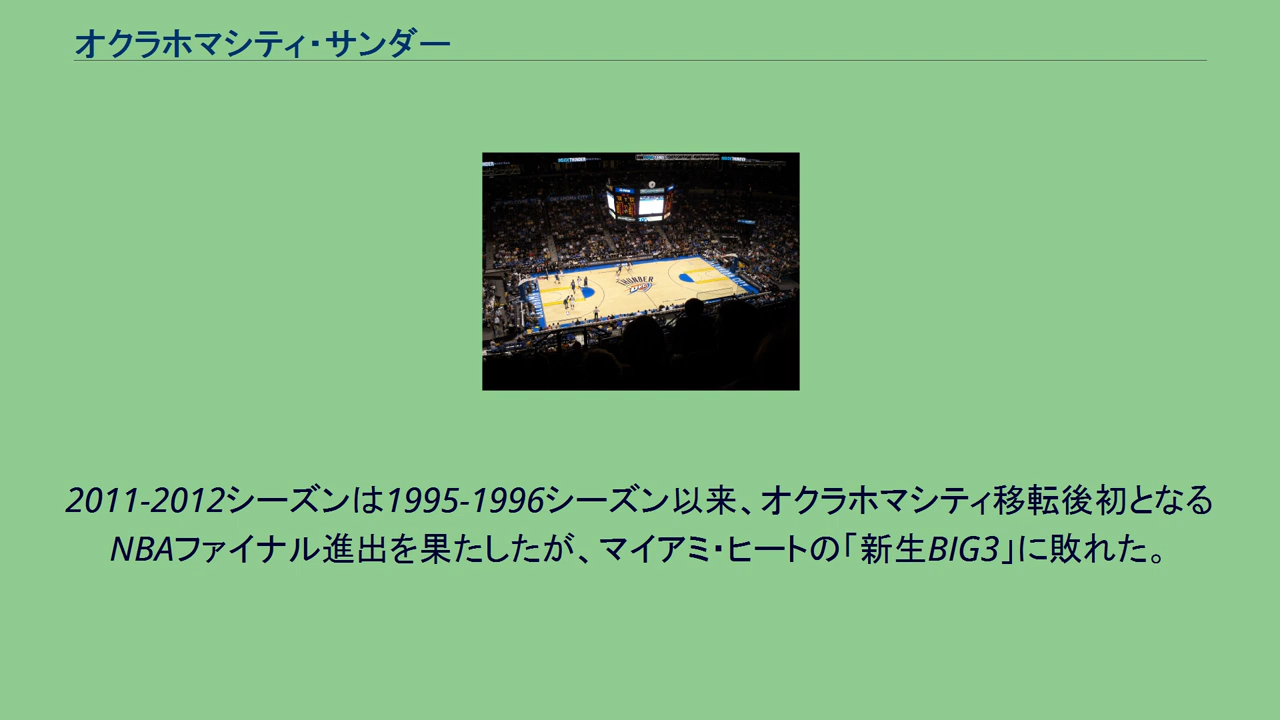 オクラホマシティ・サンダー
THUNDER
2011-2012シーズンは1995-1996シーズン以来、オクラホマシティ移転後初となる
NBAファイナル進出を果たしたが、マイアミ・ヒートの「新生BIG3」に敗れた。